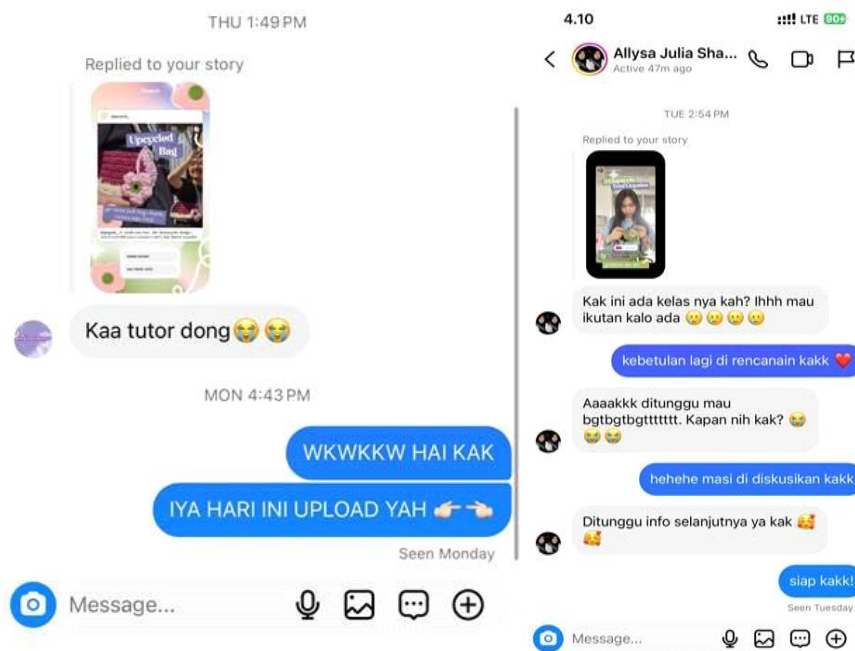 THU 1:49 PM
Replied to your story
Upcycled
Bag
Kaa tutor dong😭😭
MON 4:43 PM
WKWKKW HAI KAK
IYA HARI INI UPLOAD YAH 👉🏻👈🏻
Seen Monday
Message...
4.10
LTE 90+
Allysa Julia Sha...
Active 47m ago
TUE 2:54 PM
Replied to your story
Kak ini ada kelas nya kah? Ihhh mau
ikutan kalo ada 🥲🥲🥲🥲
kebetulan lagi di rencanain kakk ❤️
Aaaakkk ditunggu mau
bgtbgtbgttttttt. Kapan nih kak? 😭
😭😭
hehehe masi di diskusikan kakk
Ditunggu info selanjutnya ya kak 🥰
🥰
siap kakk!
Seen Tuesday
Message...